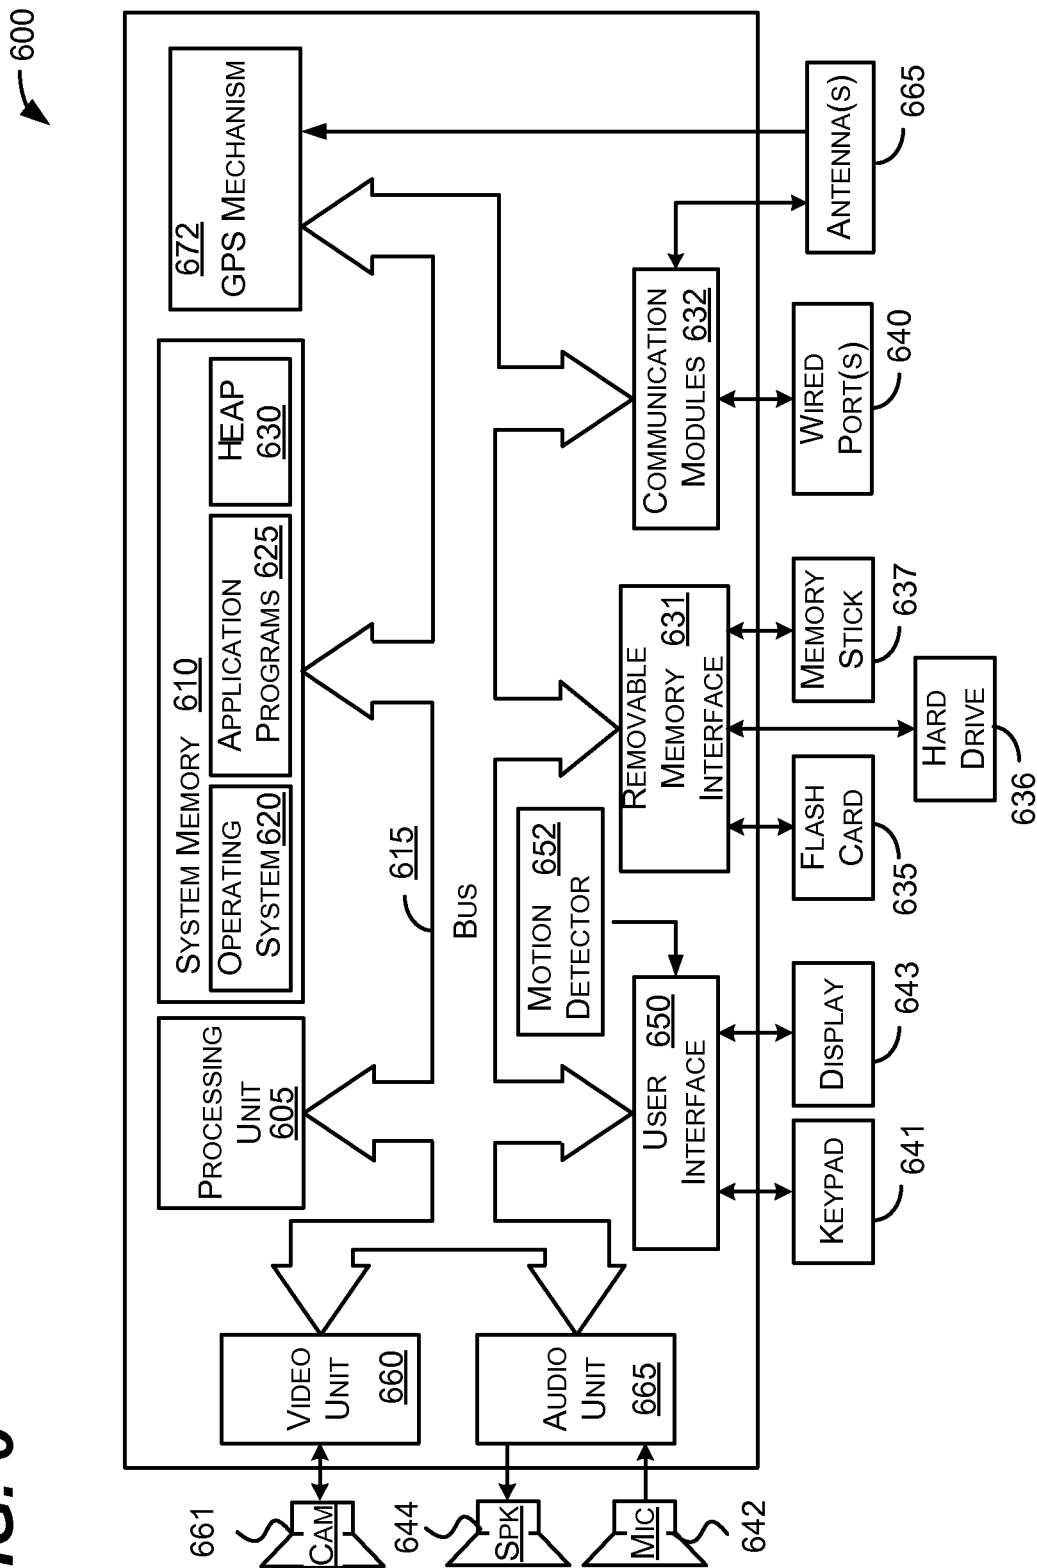 600
661
CAM
644
SPK
MIC
642
VIDEO
UNIT
660
AUDIO
UNIT
665
PROCESSING
UNIT
605
SYSTEM MEMORY 610
OPERATING
SYSTEM 620
APPLICATION
PROGRAMS 625
HEAP
630
672
GPS MECHANISM
615
BUS
MOTION 652
DETECTOR
USER 650
INTERFACE
REMOVABLE
MEMORY 631
INTERFACE
COMMUNICATION
MODULES 632
KEYPAD
641
DISPLAY
643
FLASH
CARD
635
HARD
DRIVE
636
MEMORY
STICK
637
WIRED
PORT(S)
640
ANTENNA(S)
665